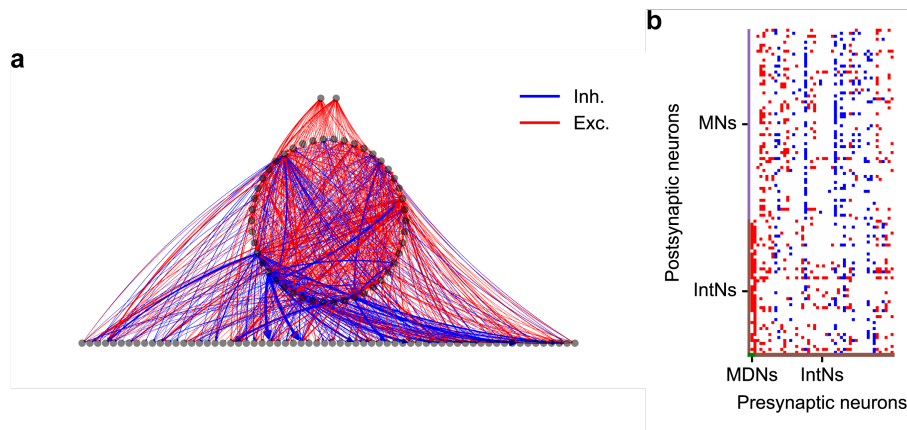 a
Inh.
Exc.
b
Postsynaptic neurons
MNs
IntNs
MDNs IntNs
Presynaptic neurons